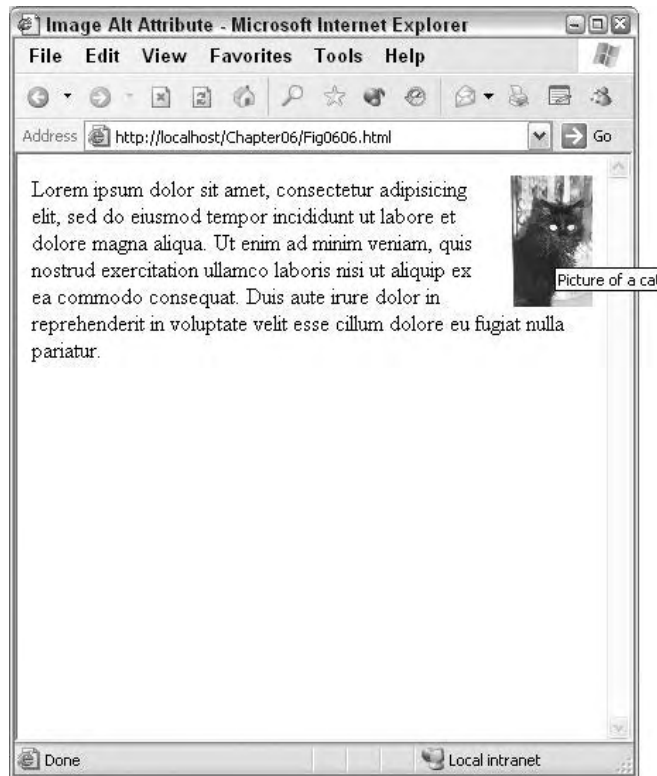 Image Alt Attribute - Microsoft Internet Explorer
File Edit View Favorites Tools Help
Address http://localhost/Chapter06/Fig0606.html Go
Lorem ipsum dolor sit amet, consectetur adipisicing
elit, sed do eiusmod tempor incididunt ut labore et
dolore magna aliqua. Ut enim ad minim veniam, quis
nostrud exercitation ullamco laboris nisi ut aliquip ex
ea commodo consequat. Duis aute irure dolor in
reprehenderit in voluptate velit esse cillum dolore eu fugiat nulla
pariatur.
Picture of a cat
Done Local intranet